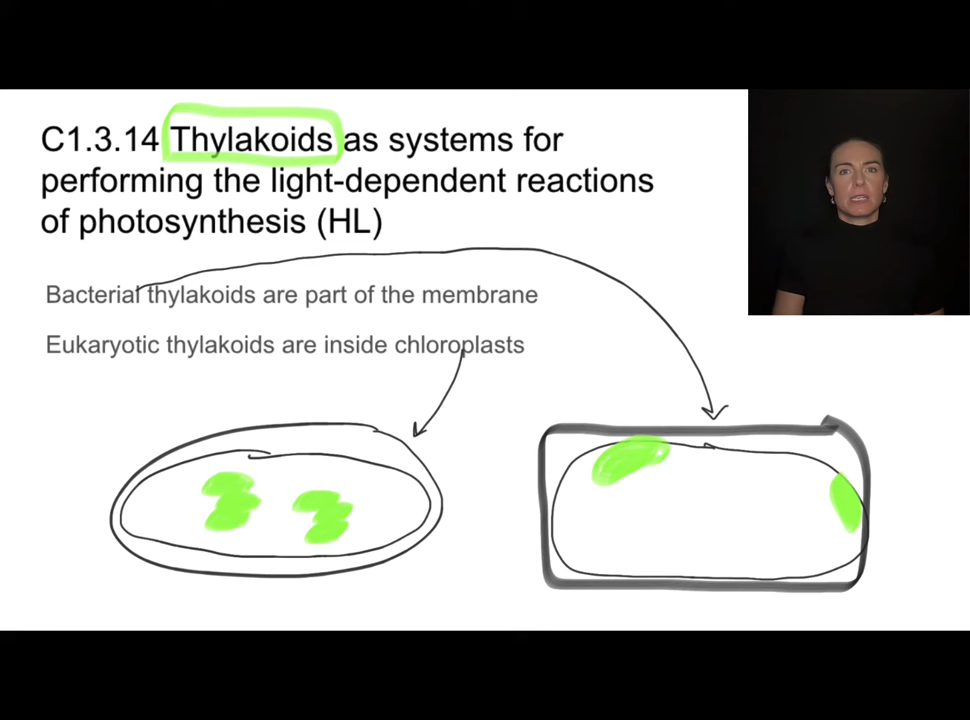 C1.3.14 Thylakoids as systems for
performing the light-dependent reactions
of photosynthesis (HL)
Bacterial thylakoids are part of the membrane
Eukaryotic thylakoids are inside chloroplasts